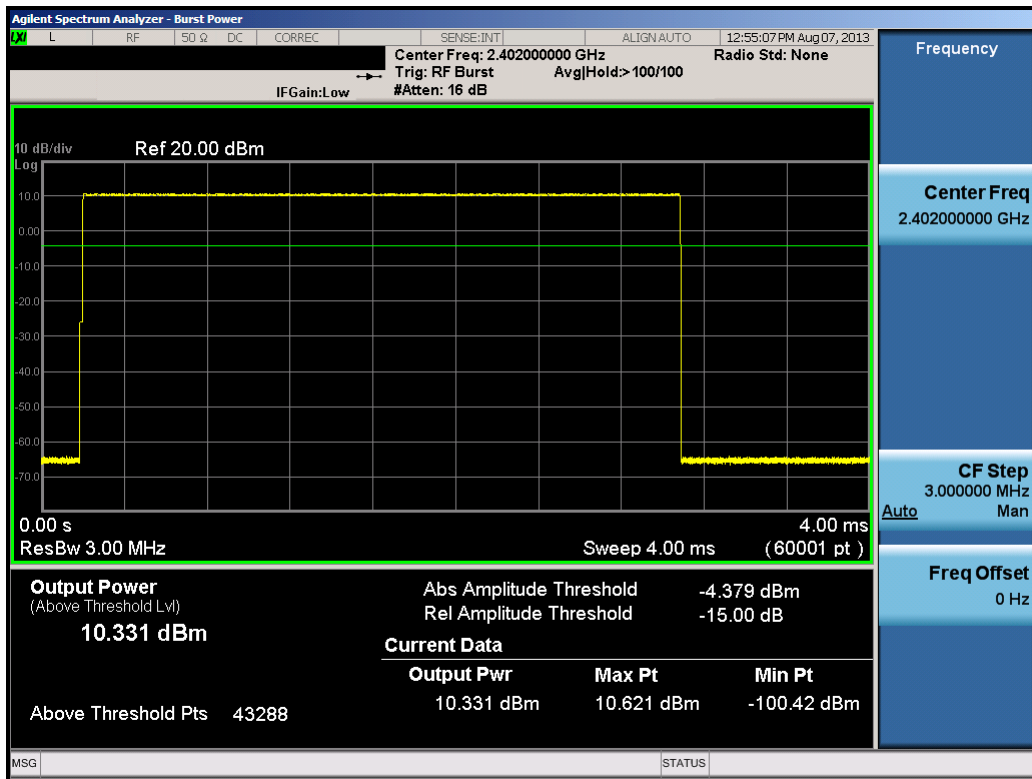 Agilent Spectrum Analyzer - Burst Power
LXI L RF 50 Ω DC CORREC SENSE:INT ALIGN AUTO 12:55:07 PM Aug 07, 2013
Center Freq: 2.402000000 GHz Radio Std: None
Trig: RF Burst Avg|Hold:>100/100
IFGain:Low #Atten: 16 dB
10 dB/div Ref 20.00 dBm
Log
10.0
0.00
-10.0
-20.0
-30.0
-40.0
-50.0
-60.0
-70.0
0.00 s 4.00 ms
ResBw 3.00 MHz Sweep 4.00 ms (60001 pt )
Output Power
(Above Threshold Lvl)
10.331 dBm
Above Threshold Pts 43288
Abs Amplitude Threshold -4.379 dBm
Rel Amplitude Threshold -15.00 dB
Current Data
Output Pwr Max Pt Min Pt
10.331 dBm 10.621 dBm -100.42 dBm
Frequency
Center Freq
2.402000000 GHz
CF Step
3.000000 MHz
Auto Man
Freq Offset
0 Hz
MSG STATUS